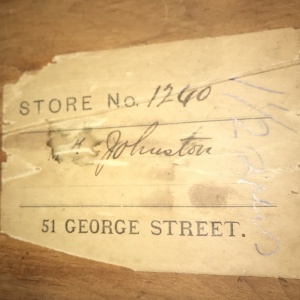 STORE No. 1240
Johnston
51 GEORGE STREET.